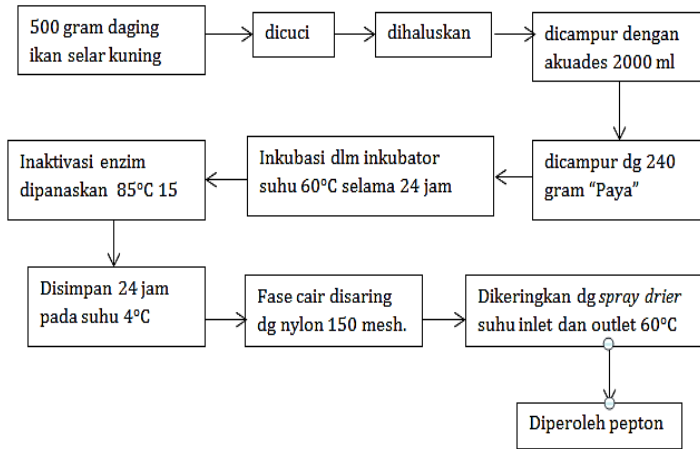 500 gram daging
ikan selar kuning
dicuci
dihaluskan
dicampur dengan
akuades 2000 ml
dicampur dg 240
gram “Paya”
Inkubasi dlm inkubator
suhu 60°C selama 24 jam
Inaktivasi enzim
dipanaskan 85°C 15
Disimpan 24 jam
pada suhu 4°C
Fase cair disaring
dg nylon 150 mesh.
Dikeringkan dg spray drier
suhu inlet dan outlet 60°C
Diperoleh pepton